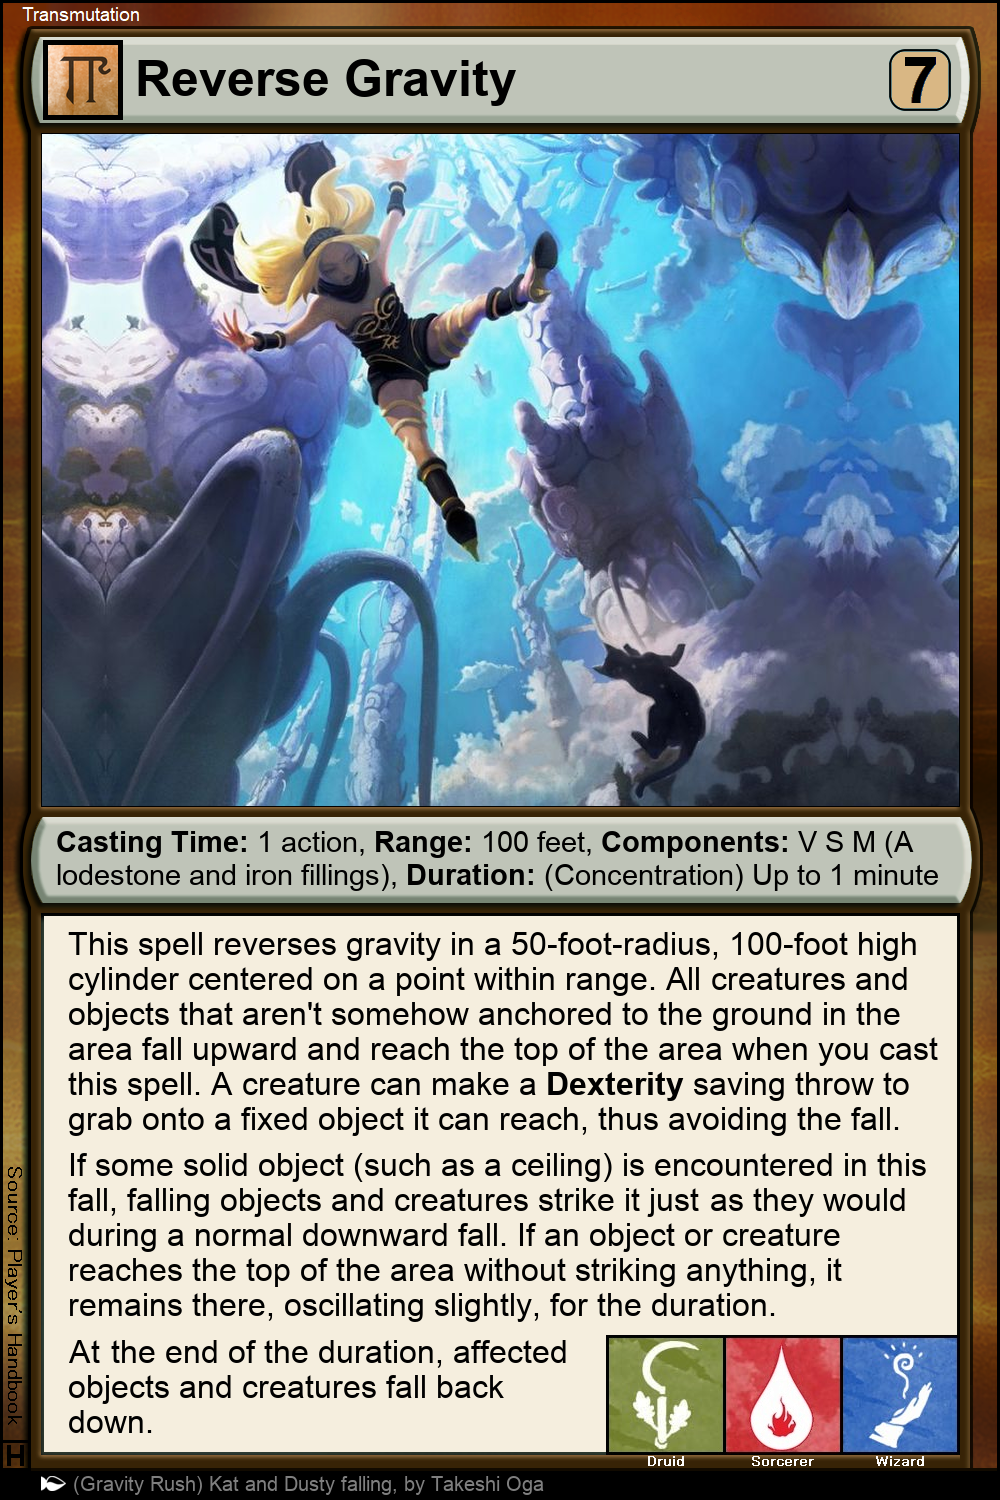 Transmutation
Reverse Gravity
7
Casting Time: 1 action, Range: 100 feet, Components: V S M (A
lodestone and iron fillings), Duration: (Concentration) Up to 1 minute
This spell reverses gravity in a 50-foot-radius, 100-foot high
cylinder centered on a point within range. All creatures and
objects that aren't somehow anchored to the ground in the
area fall upward and reach the top of the area when you cast
this spell. A creature can make a Dexterity saving throw to
grab onto a fixed object it can reach, thus avoiding the fall.
If some solid object (such as a ceiling) is encountered in this
fall, falling objects and creatures strike it just as they would
during a normal downward fall. If an object or creature
reaches the top of the area without striking anything, it
remains there, oscillating slightly, for the duration.
At the end of the duration, affected
objects and creatures fall back
down.
Druid
Sorcerer
Wizard
Source: Player's Handbook
H
(Gravity Rush) Kat and Dusty falling, by Takeshi Oga